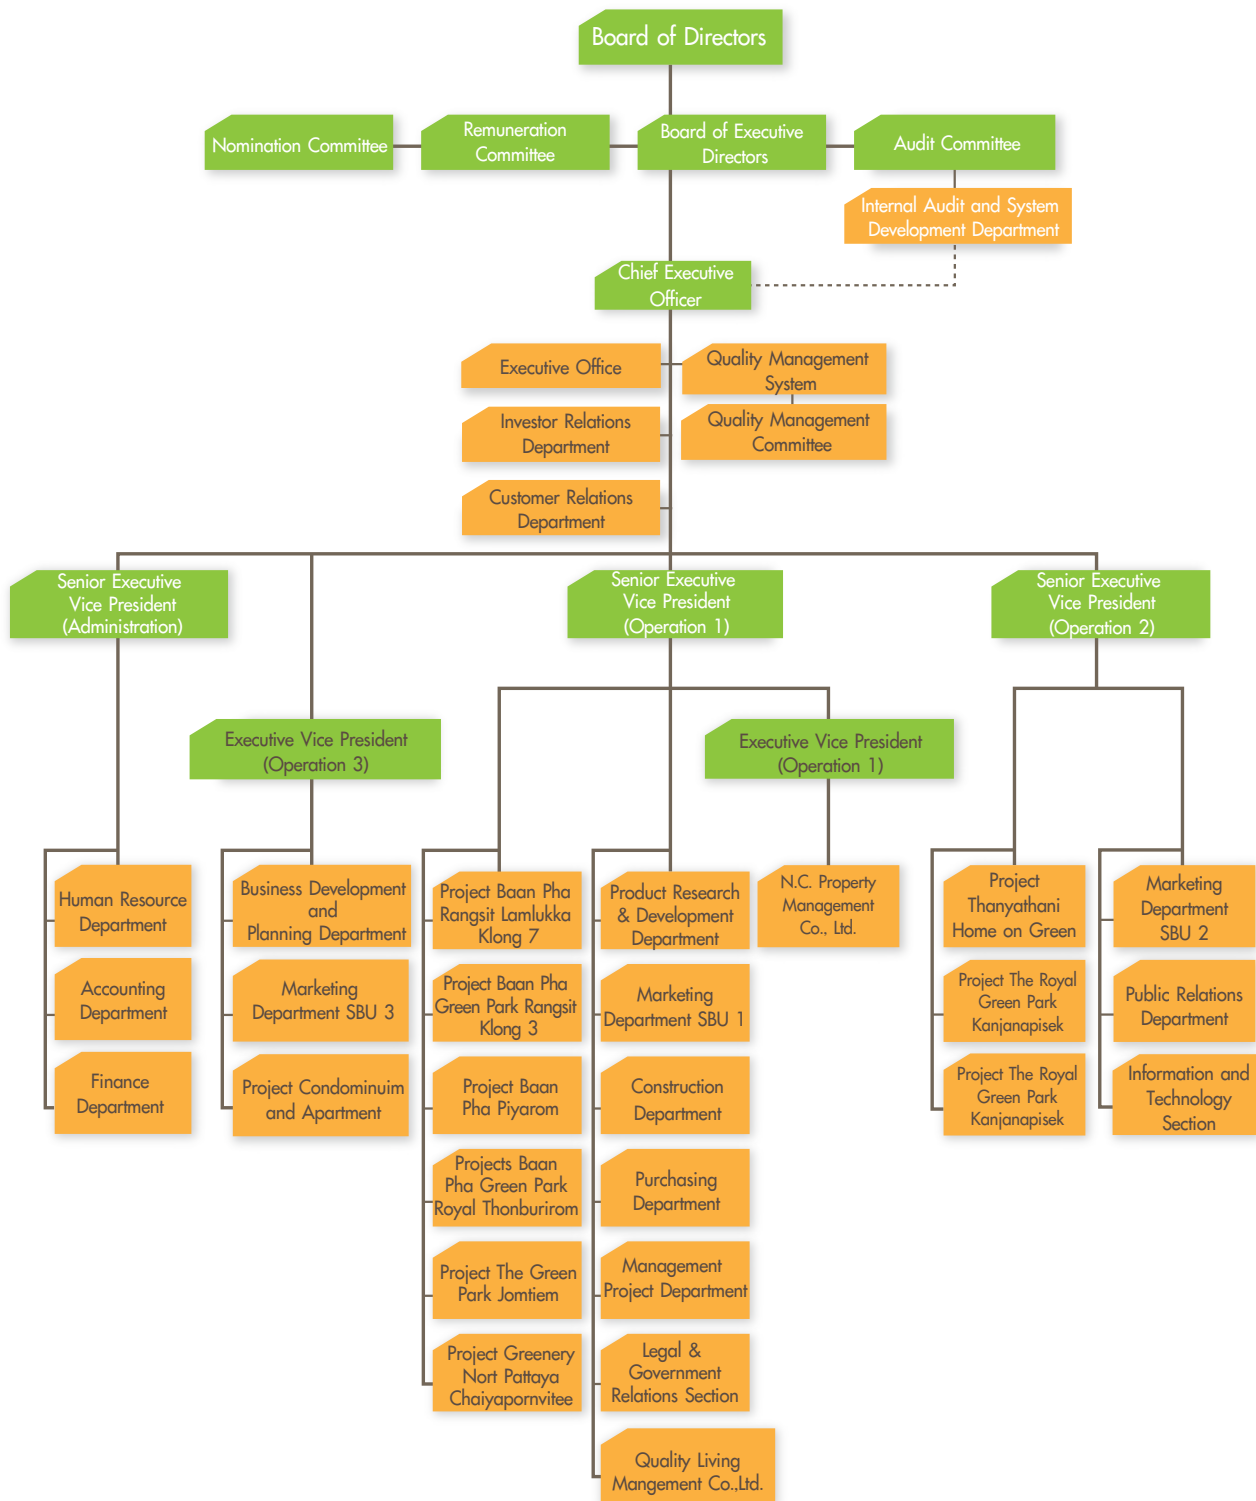 Board of Directors
Nomination Committee
Remuneration
Committee
Board of Executive
Directors
Audit Committee
Internal Audit and System
Development Department
Chief Executive
Officer
Executive Office
Quality Management
System
Investor Relations
Department
Quality Management
Committee
Customer Relations
Department
Senior Executive
Vice President
(Administration)
Senior Executive
Vice President
(Operation 1)
Senior Executive
Vice President
(Operation 2)
Executive Vice President
(Operation 3)
Executive Vice President
(Operation 1)
Human Resource
Department
Accounting
Department
Finance
Department
Business Development
and
Planning Department
Marketing
Department SBU 3
Project Condominuim
and Apartment
Project Baan Pha
Rangsit Lamlukka
Klong 7
Project Baan Pha
Green Park Rangsit
Klong 3
Project Baan
Pha Piyarom
Projects Baan
Pha Green Park
Royal Thonburirom
Project The Green
Park Jomtiem
Project Greenery
Nort Pattaya
Chaiyapornvitee
Product Research
& Development
Department
Marketing
Department SBU 1
Construction
Department
Purchasing
Department
Management
Project Department
Legal &
Government
Relations Section
Quality Living
Mangement Co.,Ltd.
N.C. Property
Management
Co., Ltd.
Project
Thanyathani
Home on Green
Project The Royal
Green Park
Kanjanapisek
Project The Royal
Green Park
Kanjanapisek
Marketing
Department
SBU 2
Public Relations
Department
Information and
Technology
Section